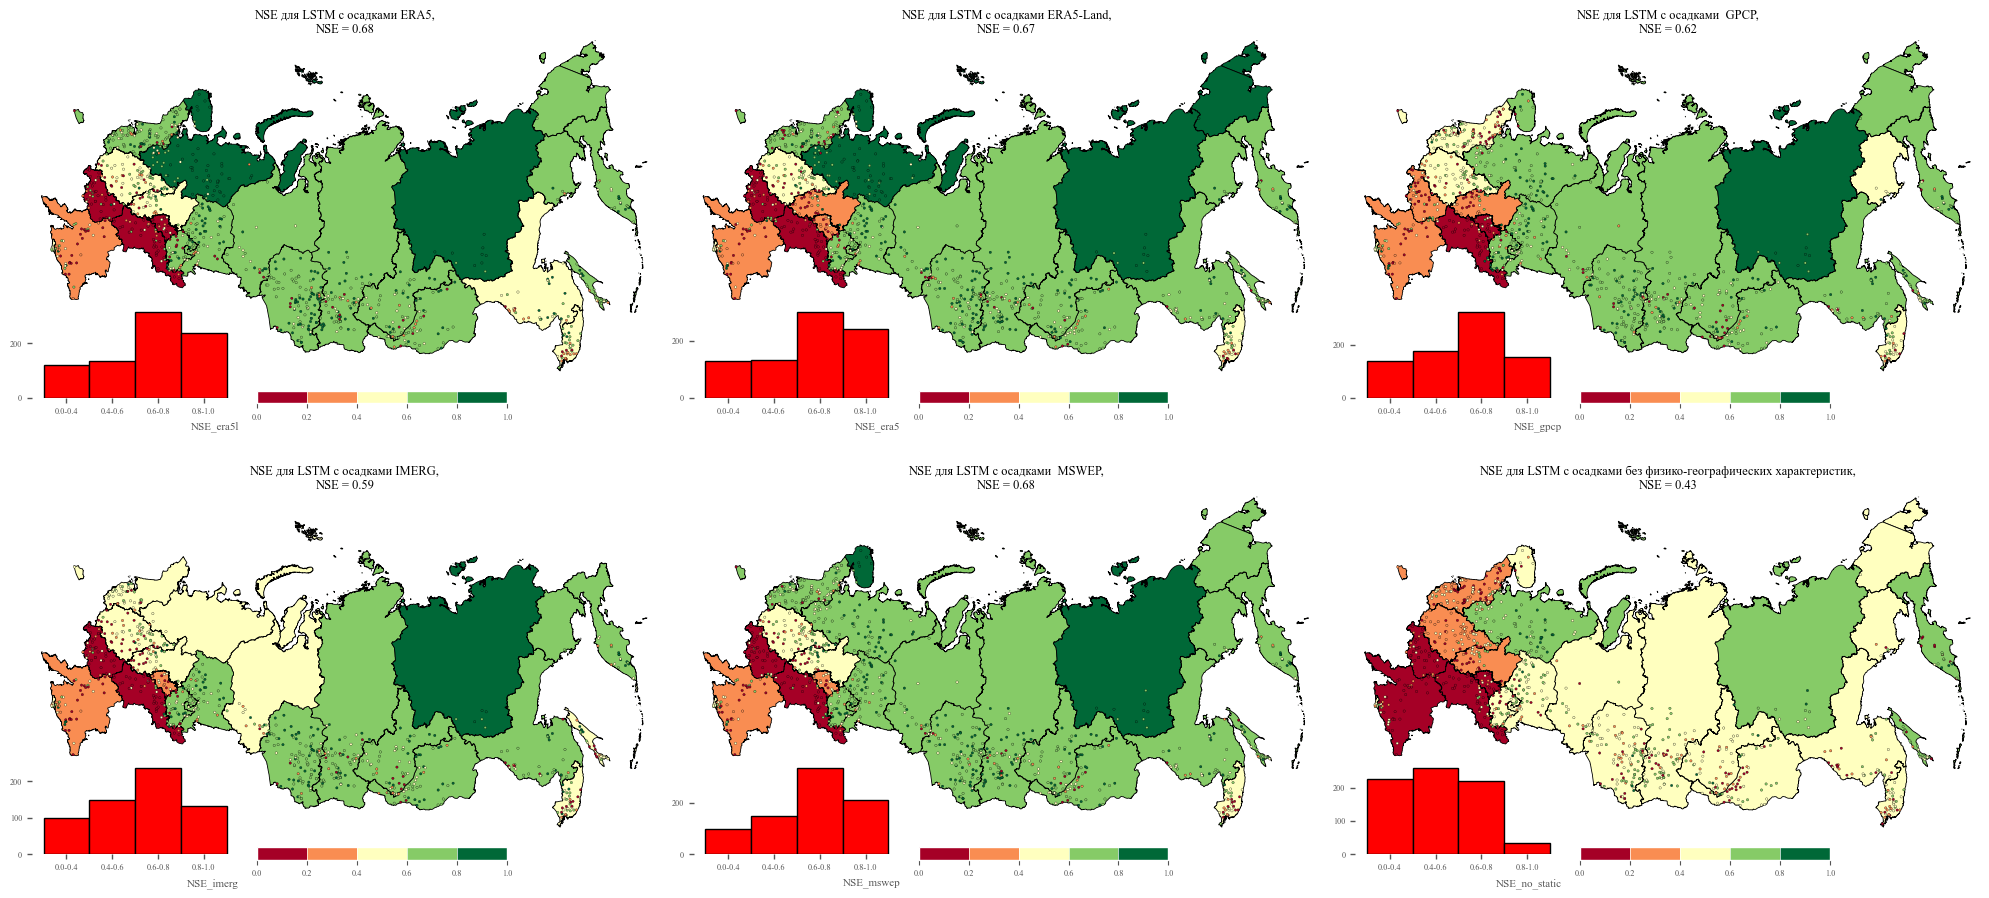 NSE для LSTM с осадками ERA5,
NSE = 0.68
200
0
0.0-0.4 0.4-0.6 0.6-0.8 0.8-1.0
NSE_era5l
0.0 0.2 0.4 0.6 0.8 1.0
NSE для LSTM с осадками ERA5-Land,
NSE = 0.67
200
0
0.0-0.4 0.4-0.6 0.6-0.8 0.8-1.0
NSE_era5
0.0 0.2 0.4 0.6 0.8 1.0
NSE для LSTM с осадками GPCP,
NSE = 0.62
200
0
0.0-0.4 0.4-0.6 0.6-0.8 0.8-1.0
NSE_gpcp
0.0 0.2 0.4 0.6 0.8 1.0
NSE для LSTM с осадками IMERG,
NSE = 0.59
200
100
0
0.0-0.4 0.4-0.6 0.6-0.8 0.8-1.0
NSE_imerg
0.0 0.2 0.4 0.6 0.8 1.0
NSE для LSTM с осадками MSWEP,
NSE = 0.68
200
0
0.0-0.4 0.4-0.6 0.6-0.8 0.8-1.0
NSE_mswep
0.0 0.2 0.4 0.6 0.8 1.0
NSE для LSTM с осадками без физико-географических характеристик,
NSE = 0.43
200
100
0
0.0-0.4 0.4-0.6 0.6-0.8 0.8-1.0
NSE_no_static
0.0 0.2 0.4 0.6 0.8 1.0